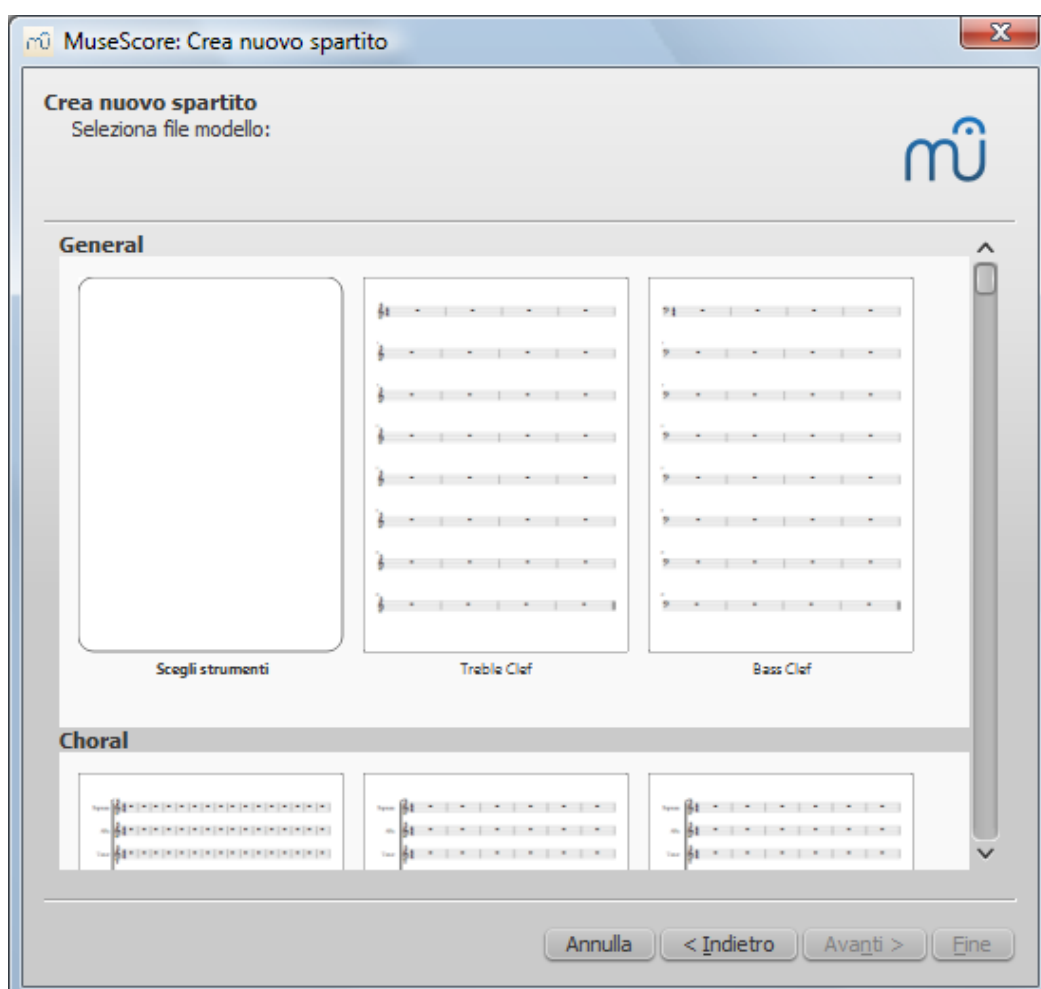 MuseScore: Crea nuovo spartito
Crea nuovo spartito
Seleziona file modello:
General
Scegli strumenti
Treble Clef
Bass Clef
Choral
Annulla
< Indietro
Avanti >
Fine